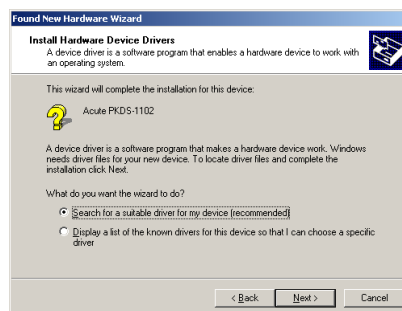 Found New Hardware Wizard
Install Hardware Device Drivers
A device driver is a software program that enables a hardware device to work with
an operating system.
This wizard will complete the installation for this device:
Acute PKDS-1102
A device driver is a software program that makes a hardware device work. Windows
needs driver files for your new device. To locate driver files and complete the
installation click Next.
What do you want the wizard to do?
Search for a suitable driver for my device (recommended)
Display a list of the known drivers for this device so that I can choose a specific
driver
< Back Next > Cancel